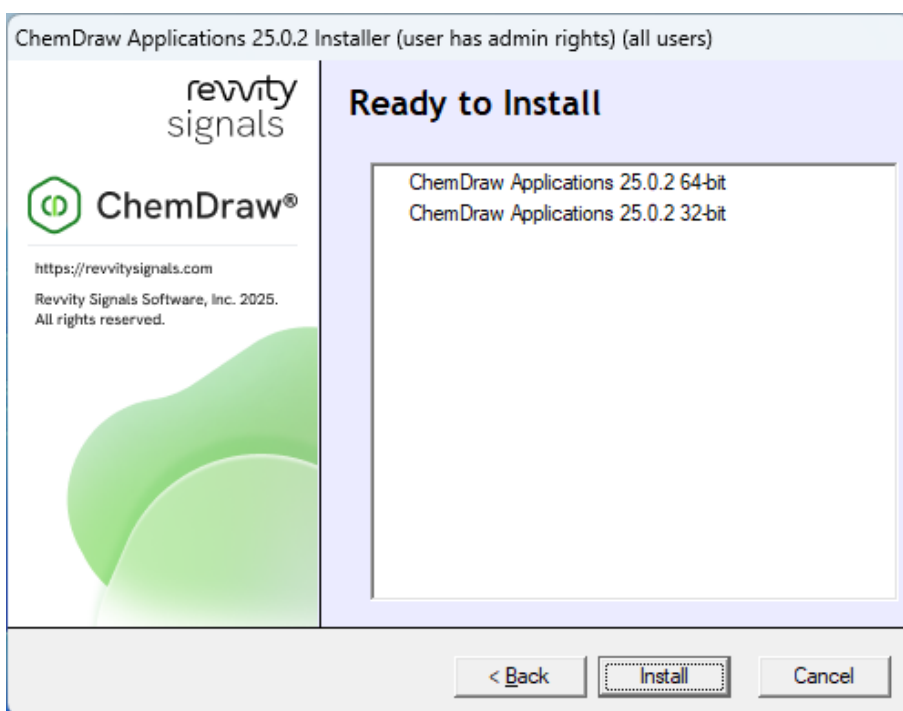 ChemDraw Applications 25.0.2 Installer (user has admin rights) (all users)
revvity
signals
ChemDraw®
https://revvitysignals.com
Revvity Signals Software, Inc. 2025.
All rights reserved.
Ready to Install
ChemDraw Applications 25.0.2 64-bit
ChemDraw Applications 25.0.2 32-bit
< Back
Install
Cancel